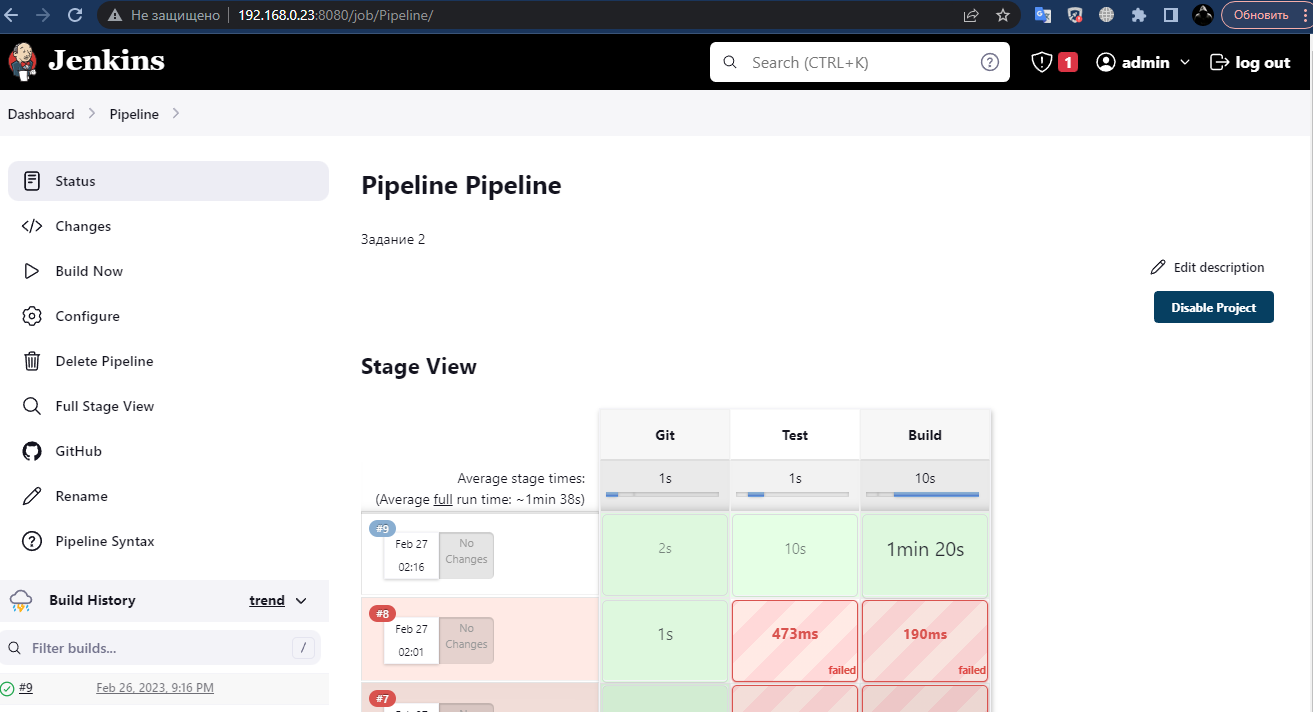 Не защищено
192.168.0.23:8080/job/Pipeline/
Обновить
Jenkins
Search (CTRL+K)
?
1
admin
log out
Dashboard
Pipeline
Status
Changes
Build Now
Configure
Delete Pipeline
Full Stage View
GitHub
Rename
Pipeline Syntax
Build History
trend
Filter builds...
/
#9
Feb 26, 2023, 9:16 PM
Pipeline Pipeline
Задание 2
Edit description
Disable Project
Stage View
Git Test Build
Average stage times: 1s 1s 10s
(Average full run time: ~1min 38s)
#9
Feb 27
02:16
No
Changes
2s 10s 1min 20s
#8
Feb 27
02:01
No
Changes
1s 473ms 190ms
failed failed
#7